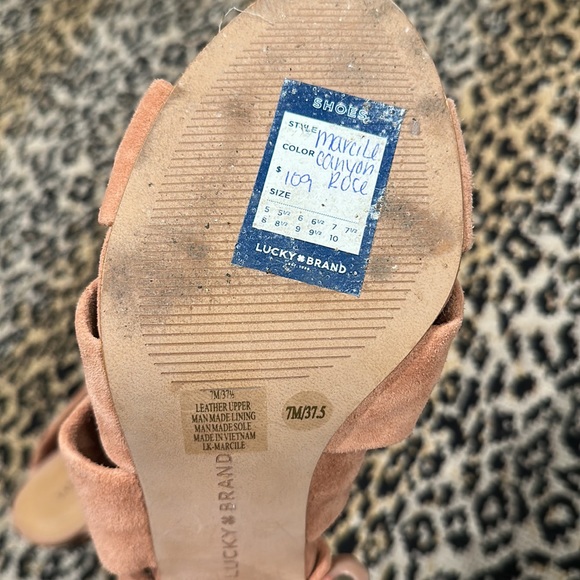 SHOES
STYLE Marcile
COLOR Canyon Rose
$ 109
SIZE
5 5½ 6 6½ 7 7½
8 8½ 9 9½ 10
LUCKY BRAND
7M/37½
LEATHER UPPER
MAN MADE LINING
MAN MADE SOLE
MADE IN VIETNAM
LK-MARCILE
7M/37.5
LUCKY BRAND